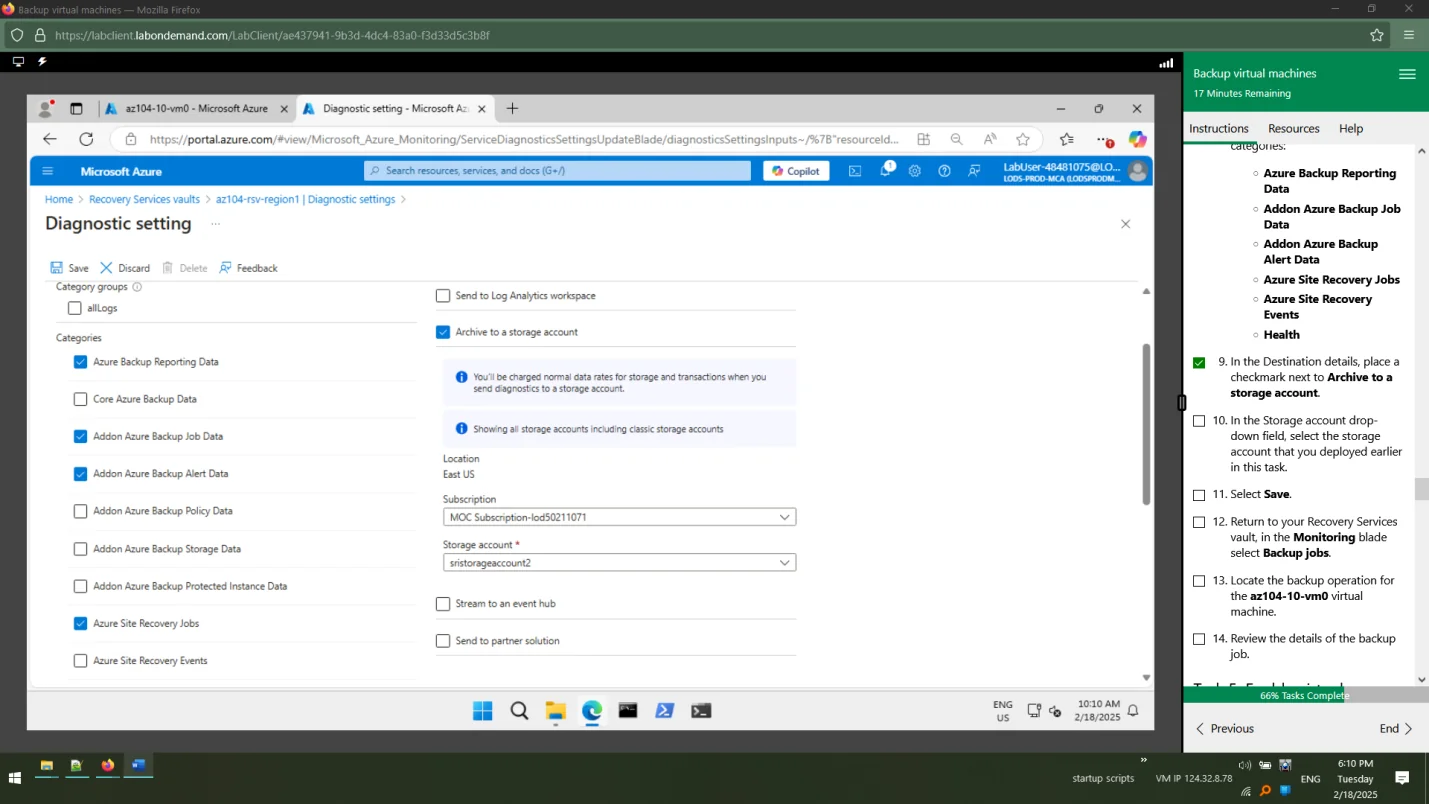 Backup virtual machines — Mozilla Firefox
https://labclient.labondemand.com/LabClient/ae437941-9b3d-4dc4-83a0-f3d33d5c3b8f
az104-10-vm0 - Microsoft Azure
Diagnostic setting - Microsoft Az
https://portal.azure.com/#view/Microsoft_Azure_Monitoring/ServiceDiagnosticsSettingsUpdateBlade/diagnosticsSettingsInputs~/%7B"resourceId...
Microsoft Azure
Search resources, services, and docs (G+/)
Copilot
1
LabUser-48481075@LO...
LODS-PROD-MCA (LODSPRODM...
Home > Recovery Services vaults > az104-rsv-region1 | Diagnostic settings >
Diagnostic setting ...
Save
Discard
Delete
Feedback
Category groups
allLogs
Categories
Azure Backup Reporting Data
Core Azure Backup Data
Addon Azure Backup Job Data
Addon Azure Backup Alert Data
Addon Azure Backup Policy Data
Addon Azure Backup Storage Data
Addon Azure Backup Protected Instance Data
Azure Site Recovery Jobs
Azure Site Recovery Events
Send to Log Analytics workspace
Archive to a storage account
You'll be charged normal data rates for storage and transactions when you
send diagnostics to a storage account.
Showing all storage accounts including classic storage accounts
Location
East US
Subscription
MOC Subscription-lod50211071
Storage account *
sristorageaccount2
Stream to an event hub
Send to partner solution
ENG
US
10:10 AM
2/18/2025
Backup virtual machines
17 Minutes Remaining
Instructions
Resources
Help
categories:
Azure Backup Reporting
Data
Addon Azure Backup Job
Data
Addon Azure Backup
Alert Data
Azure Site Recovery Jobs
Azure Site Recovery
Events
Health
9. In the Destination details, place a
checkmark next to Archive to a
storage account.
10. In the Storage account drop-
down field, select the storage
account that you deployed earlier
in this task.
11. Select Save.
12. Return to your Recovery Services
vault, in the Monitoring blade
select Backup jobs.
13. Locate the backup operation for
the az104-10-vm0 virtual
machine.
14. Review the details of the backup
job.
66% Tasks Complete
Previous
End
startup scripts
VM IP 124.32.8.78
ENG
6:10 PM
Tuesday
2/18/2025